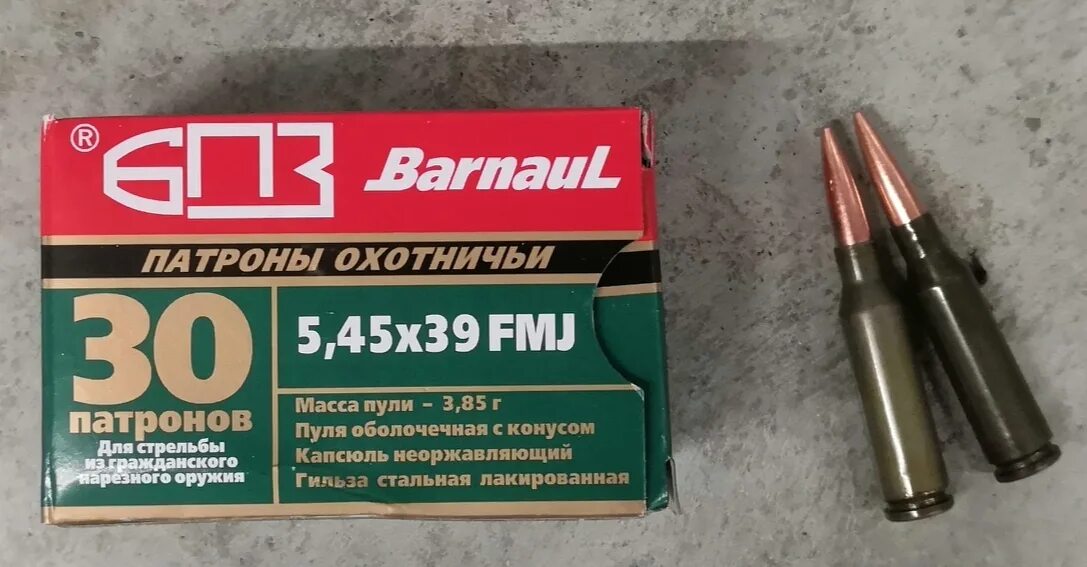 ® БПЗ Barnaul
ПАТРОНЫ ОХОТНИЧЬИ
30
патронов
Для стрельбы
из гражданского
нарезного оружия
5,45х39 FMJ
Масса пули – 3,85 г
Пуля оболочечная с конусом
Капсюль неоржавляющий
Гильза стальная лакированная